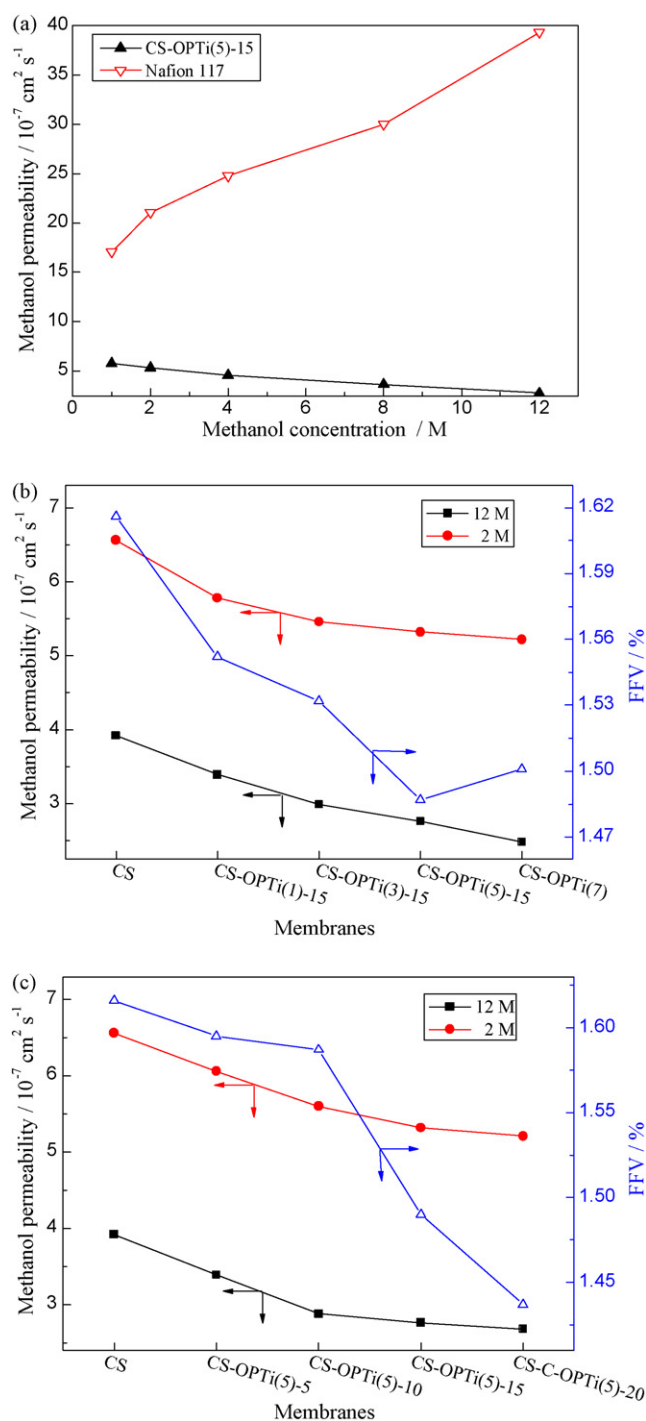 (a)
CS-OPTi(5)-15
Nafion 117
Methanol permeability / 10⁻⁷ cm² s⁻¹
40
35
30
25
20
15
10
5
0 2 4 6 8 10 12
Methanol concentration / M
(b)
12 M
2 M
Methanol permeability / 10⁻⁷ cm² s⁻¹
7
6
5
4
3
1.62
1.59
1.56
1.53
1.50
1.47
FFV / %
CS CS-OPTi(1)-15 CS-OPTi(3)-15 CS-OPTi(5)-15 CS-OPTi(7)
Membranes
(c)
12 M
2 M
Methanol permeability / 10⁻⁷ cm² s⁻¹
7
6
5
4
3
1.60
1.55
1.50
1.45
FFV / %
CS CS-OPTi(5)-5 CS-OPTi(5)-10 CS-OPTi(5)-15 CS-C-OPTi(5)-20
Membranes